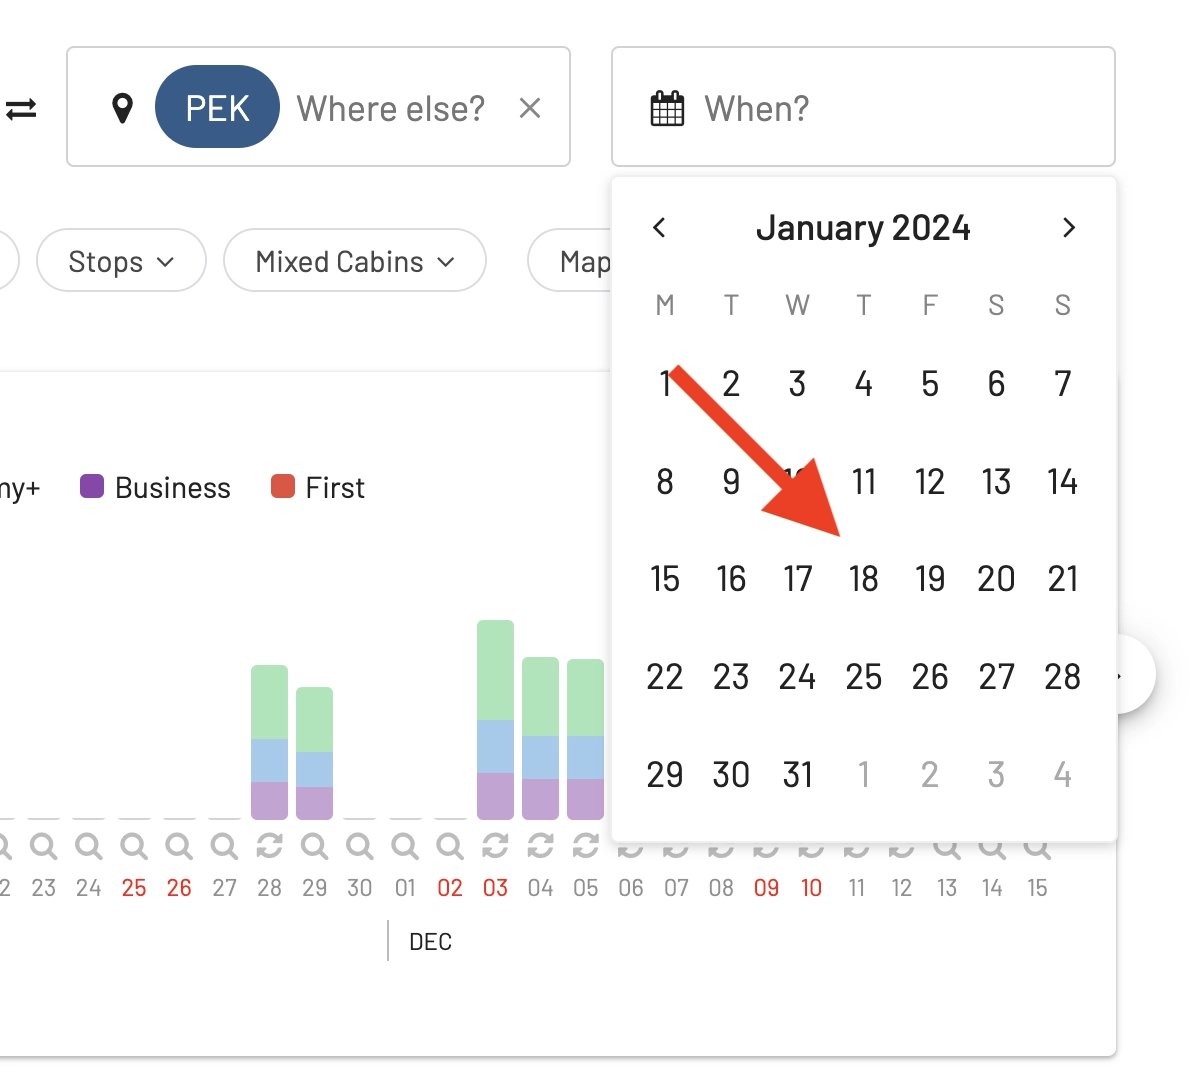 PEK Where else? When?
January 2024
Stops Mixed Cabins Map
M T W T F S S
1 2 3 4 5 6 7
my+ Business First
8 9 11 12 13 14
15 16 17 18 19 20 21
22 23 24 25 26 27 28
29 30 31 1 2 3 4
2 23 24 25 26 27 28 29 30 01 02 03 04 05 06 07 08 09 10 11 12 13 14 15
DEC